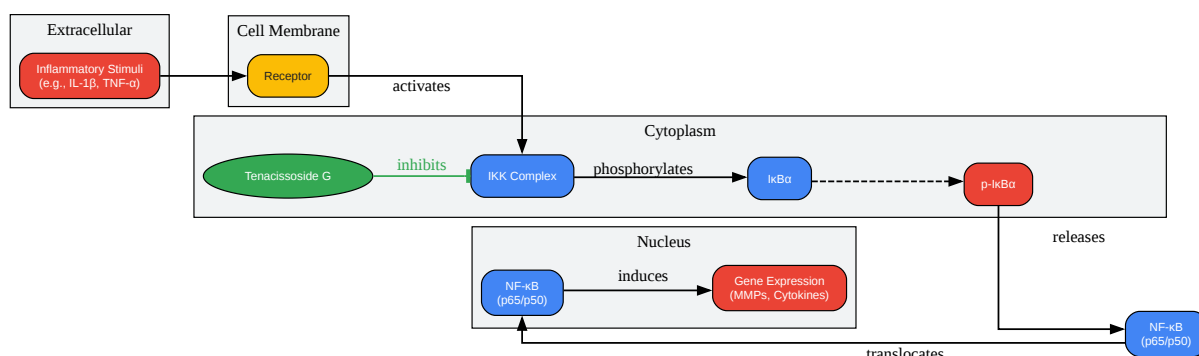 Extracellular
Inflammatory Stimuli
(e.g., IL-1β, TNF-α)
Cell Membrane
Receptor
activates
Cytoplasm
Tenacissoside G
inhibits
IKK Complex
phosphorylates
IκBα
p-IκBα
releases
Nucleus
NF-κB
(p65/p50)
induces
Gene Expression
(MMPs, Cytokines)
NF-κB
(p65/p50)
translocates